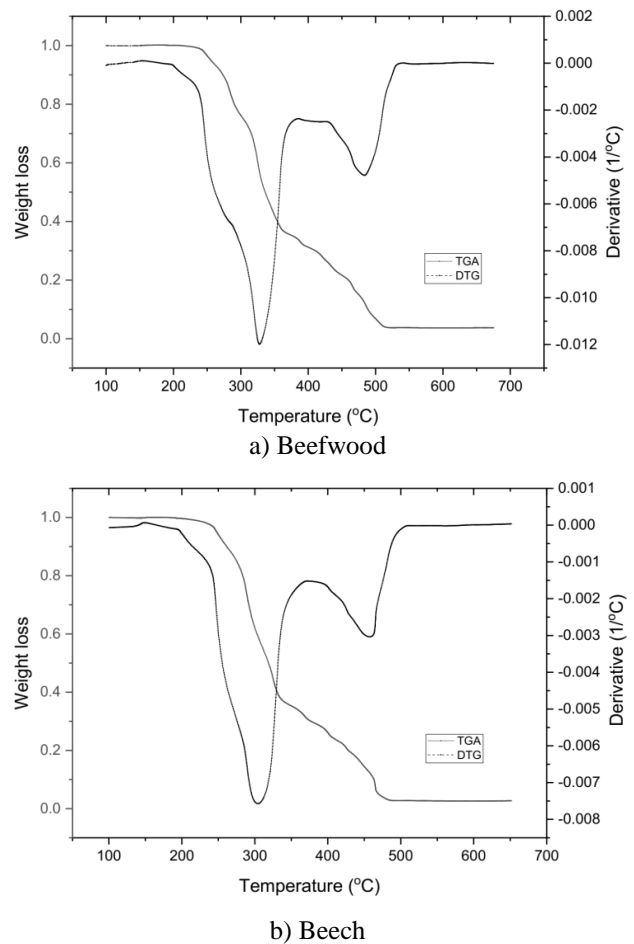 0.002
1.0
0.000
0.8
-0.002
0.6
-0.004
0.4
-0.006
0.2
-0.008
0.0
-0.010
-0.012
Weight loss
Derivative (1/°C)
TGA
DTG
100 200 300 400 500 600 700
Temperature (°C)
a) Beefwood
0.001
1.0
0.000
0.8
-0.001
-0.002
0.6
-0.003
0.4
-0.004
-0.005
0.2
-0.006
-0.007
0.0
-0.008
Weight loss
Derivative (1/°C)
TGA
DTG
100 200 300 400 500 600 700
Temperature (°C)
b) Beech